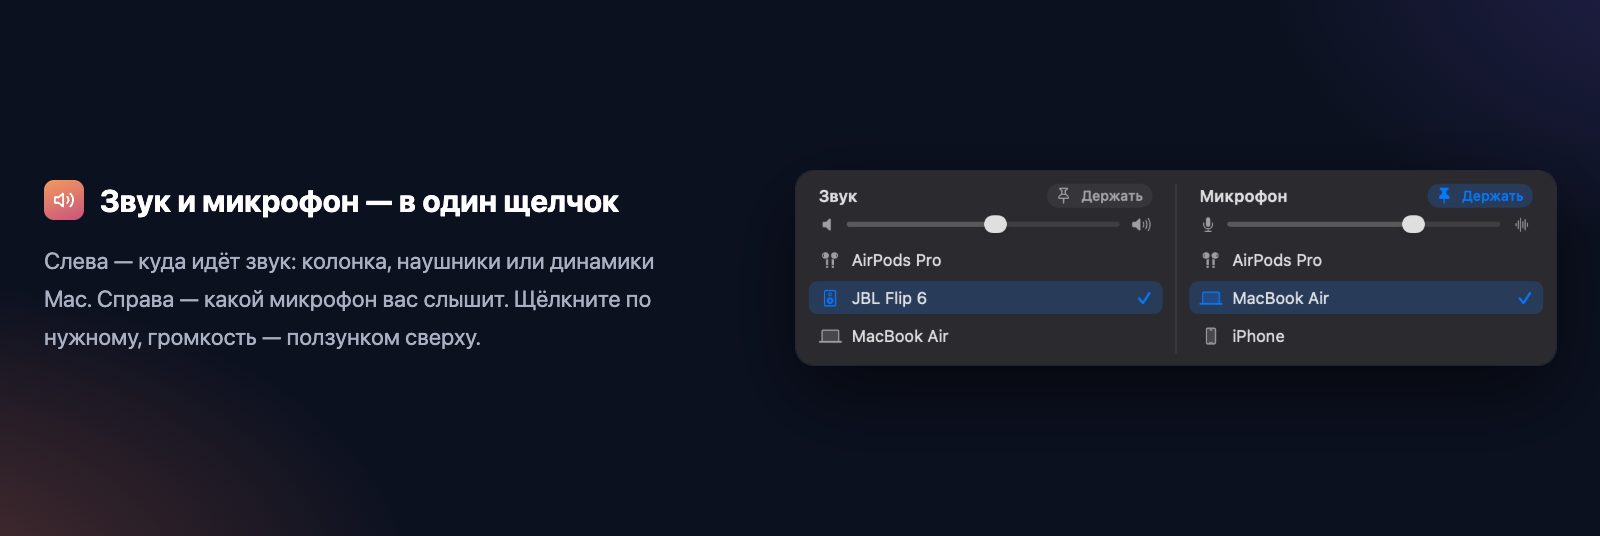 Звук и микрофон — в один щелчок
Слева — куда идёт звук: колонка, наушники или динамики
Mac. Справа — какой микрофон вас слышит. Щёлкните по
нужному, громкость — ползунком сверху.
Звук
Держать
AirPods Pro
JBL Flip 6
MacBook Air
Микрофон
Держать
AirPods Pro
MacBook Air
iPhone